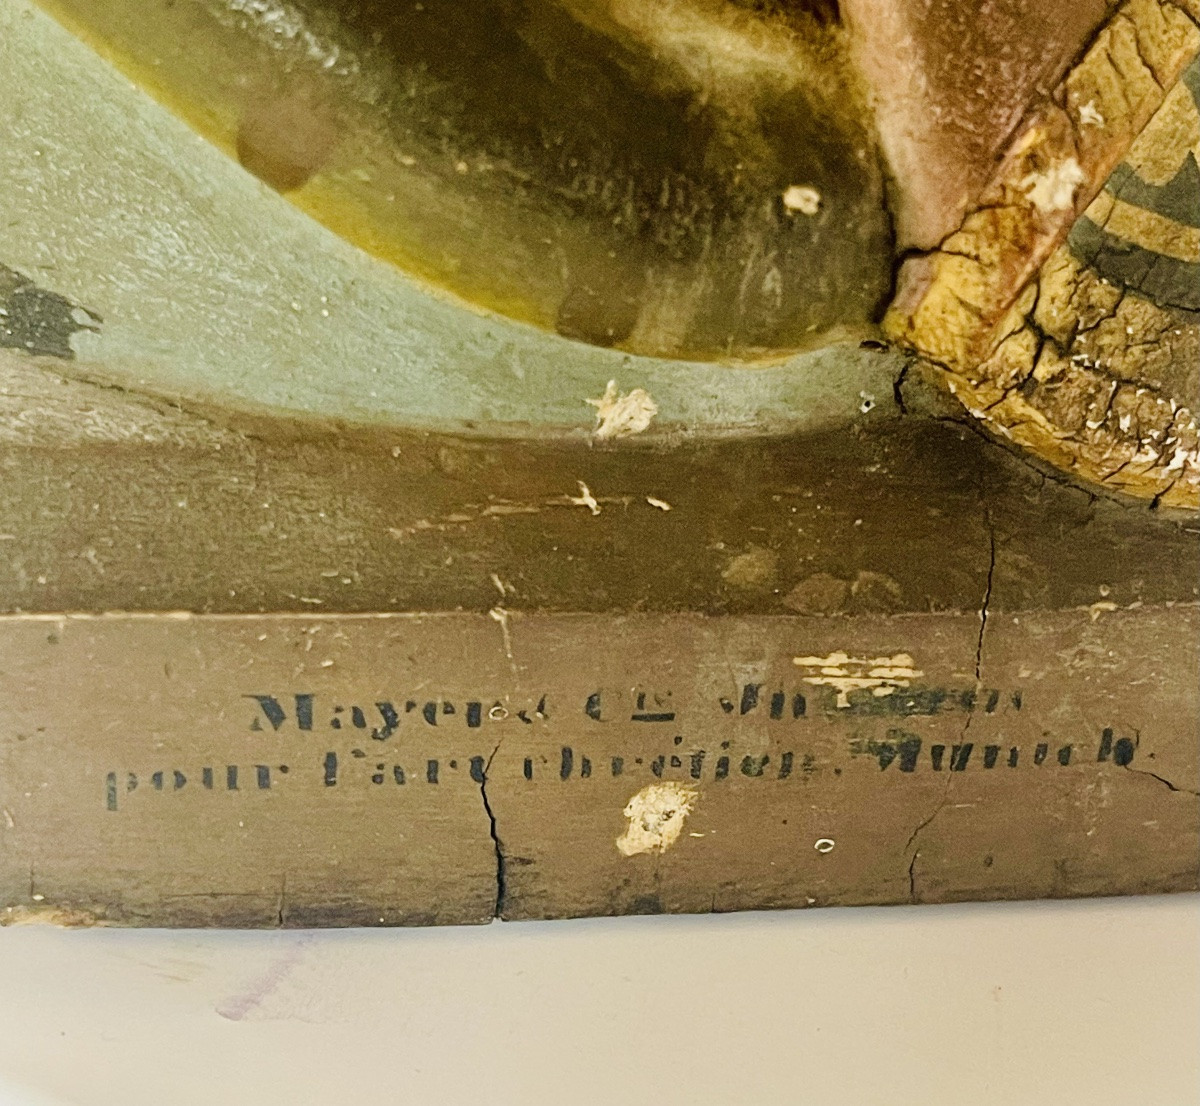 Mayer & Cie
pour l'art chrétien. Munich.